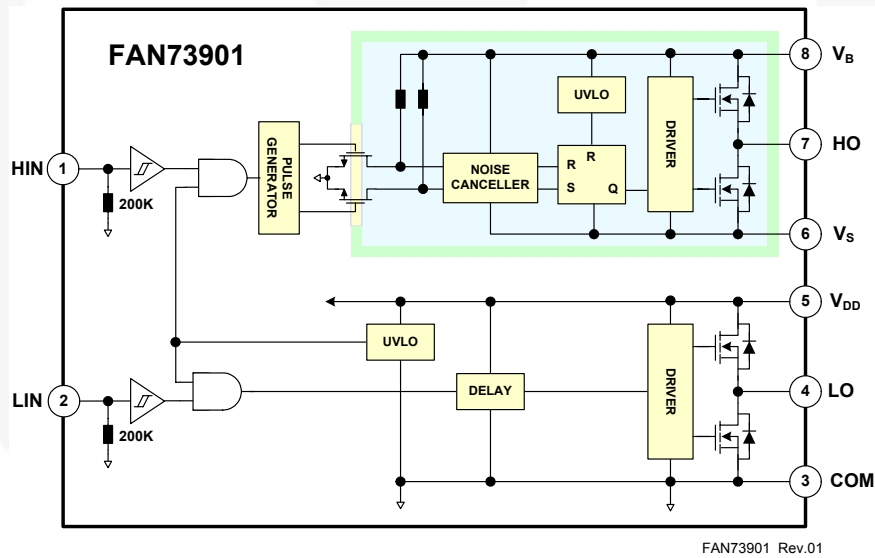 FAN73901
8 V_B
UVLO
DRIVER
HIN 1
PULSE GENERATOR
7 HO
NOISE CANCELLER
R
R
S
Q
200K
6 V_S
5 V_DD
UVLO
DRIVER
LIN 2
DELAY
4 LO
200K
3 COM
FAN73901 Rev.01